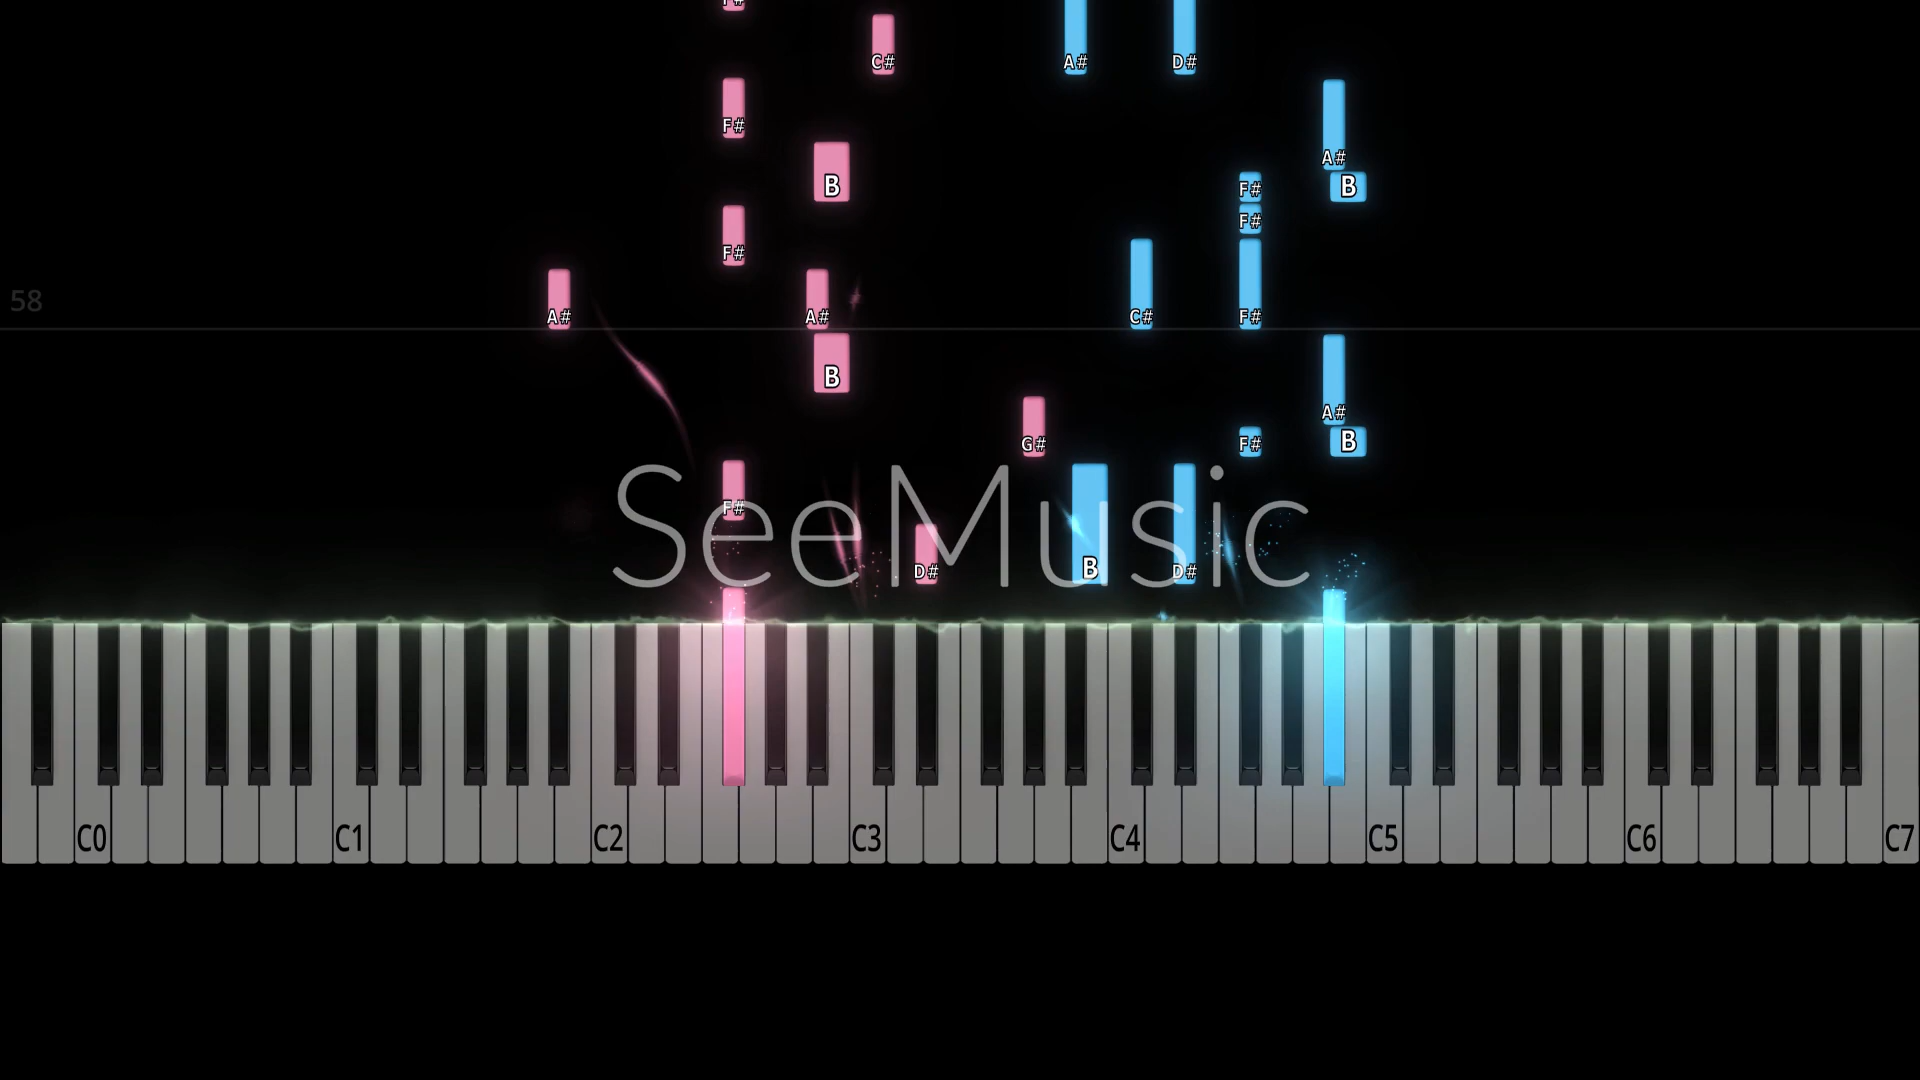 F#
C# A# D#
F#
A#
B F# B
F#
F#
A# A# C# F#
58
B A#
G# F# B
F#
D# B D#
SeeMusic
C0 C1 C2 C3 C4 C5 C6 C7